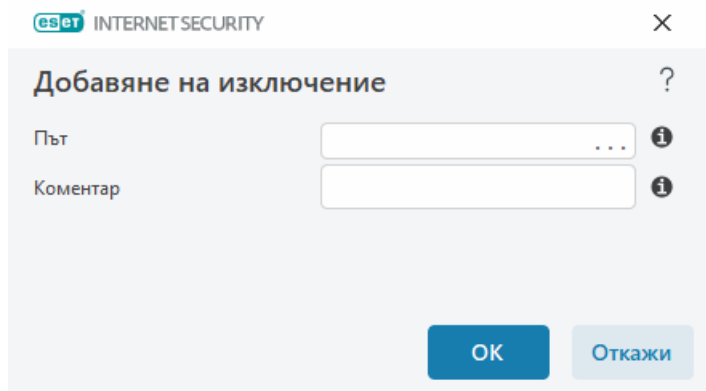 eset INTERNET SECURITY
Добавяне на изключение
?
Път
...
Коментар
OK
Откажи